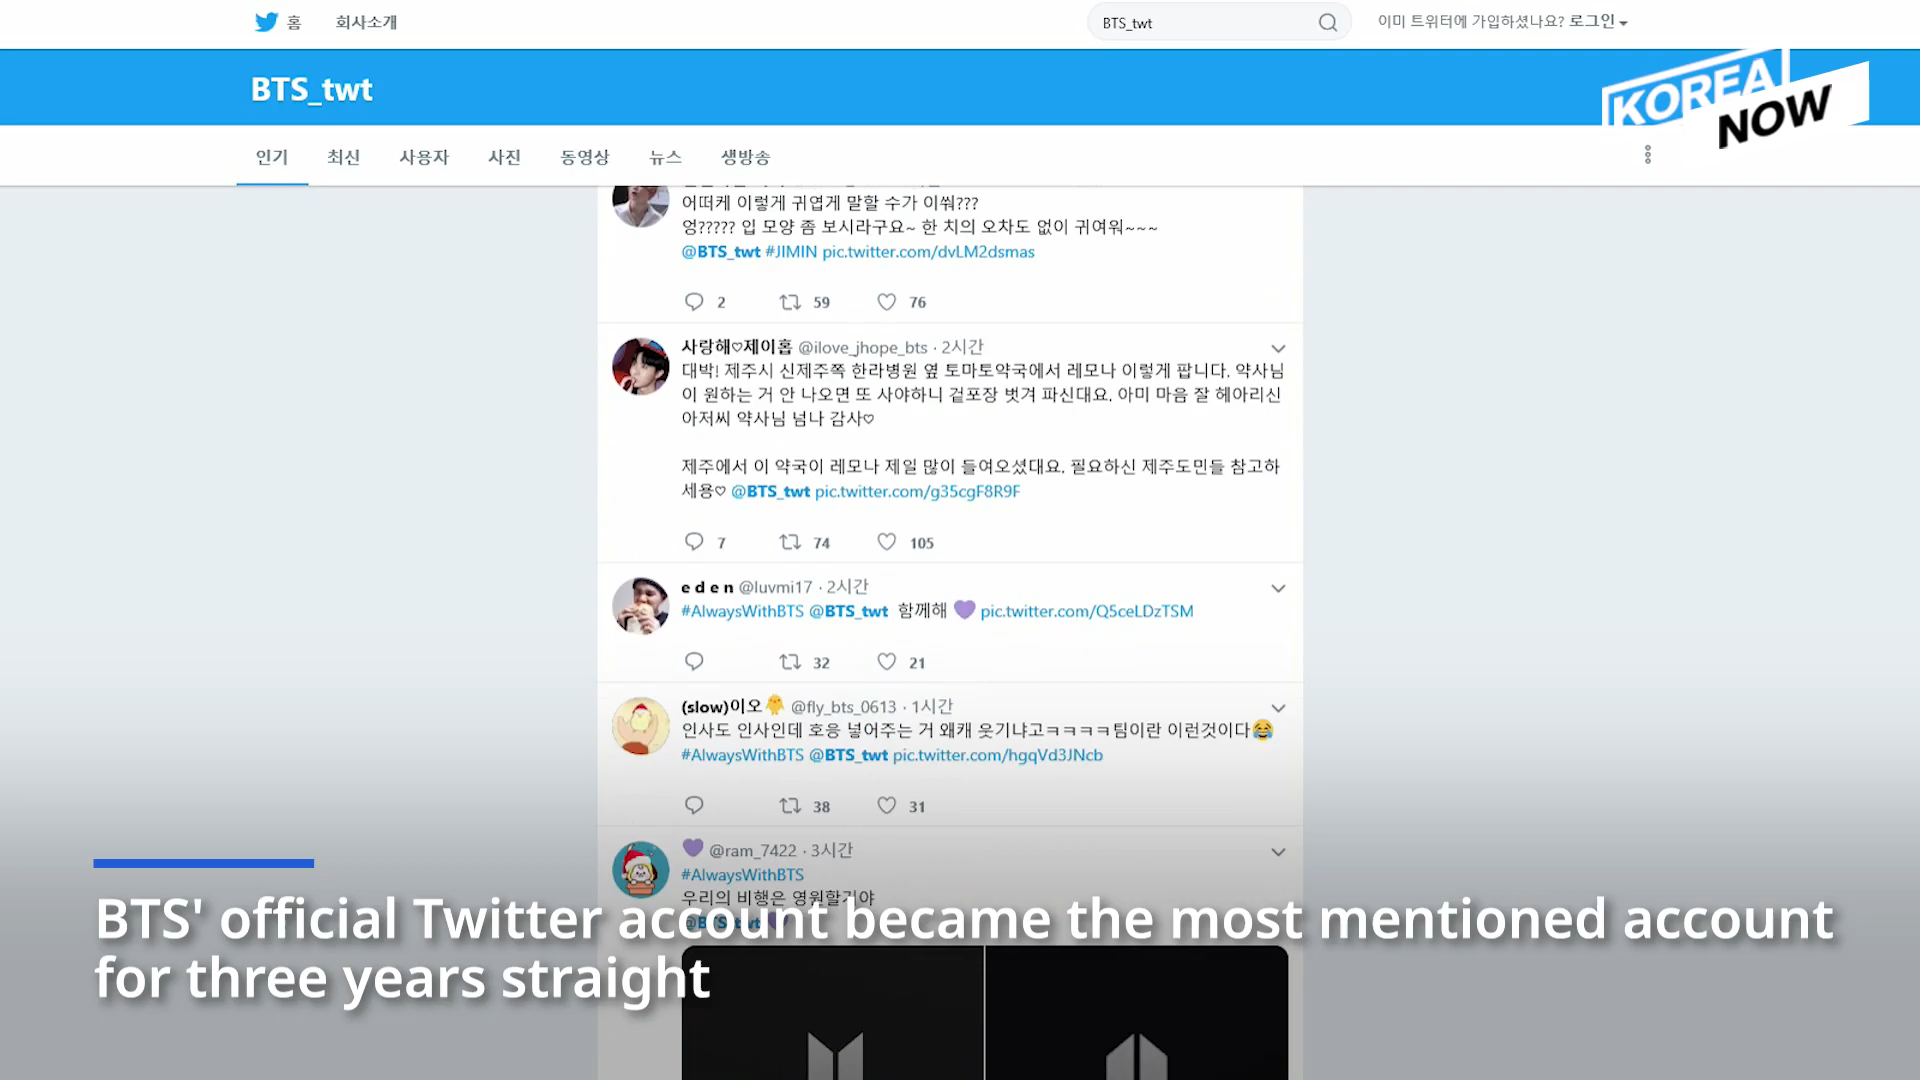 홈 회사소개 BTS_twt 이미 트위터에 가입하셨나요? 로그인
BTS_twt
KOREA NOW
인기 최신 사용자 사진 동영상 뉴스 생방송
어떠케 이렇게 귀엽게 말할 수가 이쒀???
엉????? 입 모양 좀 보시라구요~ 한 치의 오차도 없이 귀여워~~~
@BTS_twt #JIMIN pic.twitter.com/dvLM2dsmas
2 59 76
사랑해♡제이홉 @ilove_jhope_bts · 2시간
대박! 제주시 신제주쪽 한라병원 옆 토마토약국에서 레모나 이렇게 팝니다. 약사님
이 원하는 거 안 나오면 또 사야하니 겉포장 벗겨 파신대요. 아미 마음 잘 헤아리신
아저씨 약사님 넘나 감사♡
제주에서 이 약국이 레모나 제일 많이 들여오셨대요. 필요하신 제주도민들 참고하
세용♡ @BTS_twt pic.twitter.com/g35cgF8R9F
7 74 105
e d e n @luvmi17 · 2시간
#AlwaysWithBTS @BTS_twt 함께해 💜 pic.twitter.com/Q5ceLDzTSM
32 21
(slow)이오🐥 @fly_bts_0613 · 1시간
인사도 인사인데 호응 넣어주는 거 왜캐 웃기냐고ㅋㅋㅋㅋ팀이란 이런것이다😂
#AlwaysWithBTS @BTS_twt pic.twitter.com/hgqVd3JNcb
38 31
💜 @ram_7422 · 3시간
#AlwaysWithBTS
우리의 비행은 영원할거야
@BTS_twt 💜
BTS' official Twitter account became the most mentioned account
for three years straight